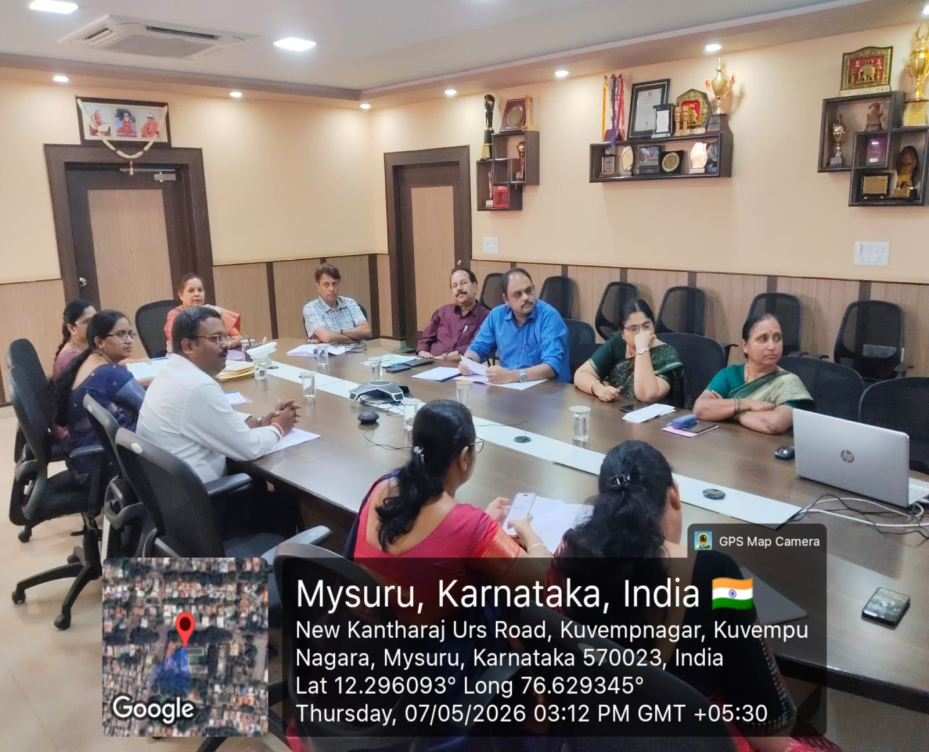 hp
GPS Map Camera
Google
Mysuru, Karnataka, India 🇮🇳
New Kantharaj Urs Road, Kuvempnagar, Kuvempu
Nagara, Mysuru, Karnataka 570023, India
Lat 12.296093° Long 76.629345°
Thursday, 07/05/2026 03:12 PM GMT +05:30